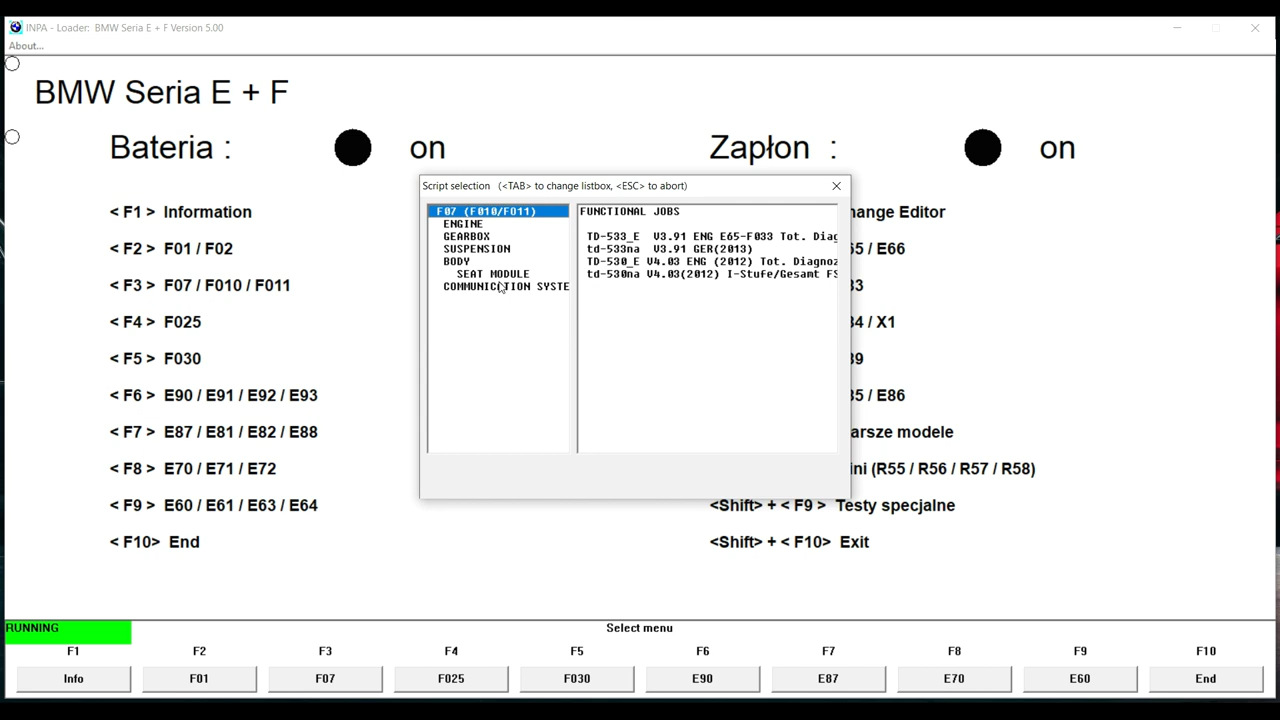 INPA - Loader: BMW Seria E + F Version 5.00
About...
BMW Seria E + F
Bateria : on
Zapłon : on
< F1 > Information
< F2 > F01 / F02
< F3 > F07 / F010 / F011
< F4 > F025
< F5 > F030
< F6 > E90 / E91 / E92 / E93
< F7 > E87 / E81 / E82 / E88
< F8 > E70 / E71 / E72
< F9 > E60 / E61 / E63 / E64
< F10> End
Script selection (<TAB> to change listbox, <ESC> to abort)
F07 (F010/F011)
ENGINE
GEARBOX
SUSPENSION
BODY
SEAT MODULE
COMMUNICATION SYSTE
FUNCTIONAL JOBS
TD-533_E V3.91 ENG E65-F033 Tot. Diag
td-533na V3.91 GER(2013)
TD-530_E V4.03 ENG (2012) Tot. Diagnoz
td-530na V4.03(2012) I-Stufe/Gesamt FS
hange Editor
65 / E66
33
34 / X1
39
35 / E86
arsze modele
ini (R55 / R56 / R57 / R58)
<Shift> + < F9 > Testy specjalne
<Shift> + < F10> Exit
RUNNING
Select menu
F1 F2 F3 F4 F5 F6 F7 F8 F9 F10
Info F01 F07 F025 F030 E90 E87 E70 E60 End